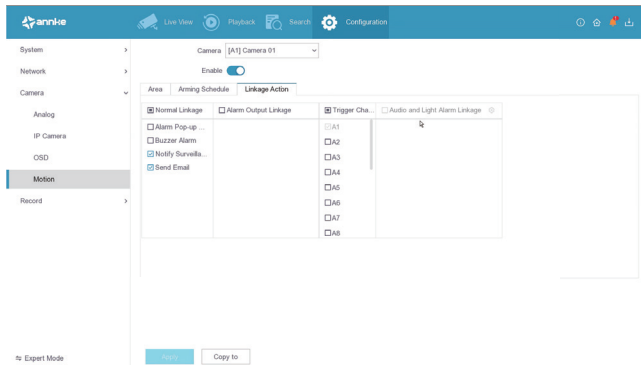 annke
Live View
Playback
Search
Configuration
System
Network
Camera
Analog
IP Camera
OSD
Motion
Record
Expert Mode
Camera [A1] Camera 01
Enable
Area Arming Schedule Linkage Action
Normal Linkage Alarm Output Linkage Trigger Cha... Audio and Light Alarm Linkage
Alarm Pop-up ...
Buzzer Alarm
Notify Surveilla...
Send Email
A1
A2
A3
A4
A5
A6
A7
A8
Apply Copy to